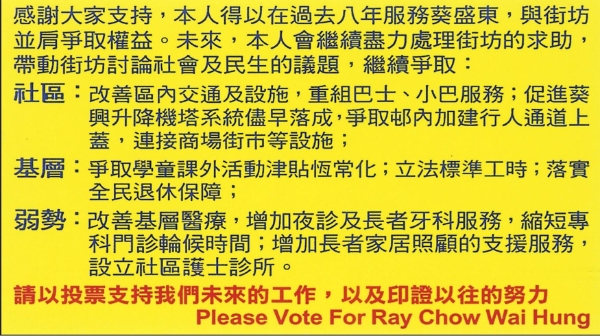 感謝大家支持，本人得以在過去八年服務葵盛東，與街坊
並肩爭取權益。未來，本人會繼續盡力處理街坊的求助，
帶動街坊討論社會及民生的議題，繼續爭取：
社區：改善區內交通及設施，重組巴士、小巴服務；促進葵
興升降機塔系統儘早落成，爭取邨內加建行人通道上
蓋，連接商場街市等設施；
基層：爭取學童課外活動津貼恆常化；立法標準工時；落實
全民退休保障；
弱勢：改善基層醫療，增加夜診及長者牙科服務，縮短專
科門診輪候時間；增加長者家居照顧的支援服務，
設立社區護士診所。
請以投票支持我們未來的工作，以及印證以往的努力
Please Vote For Ray Chow Wai Hung